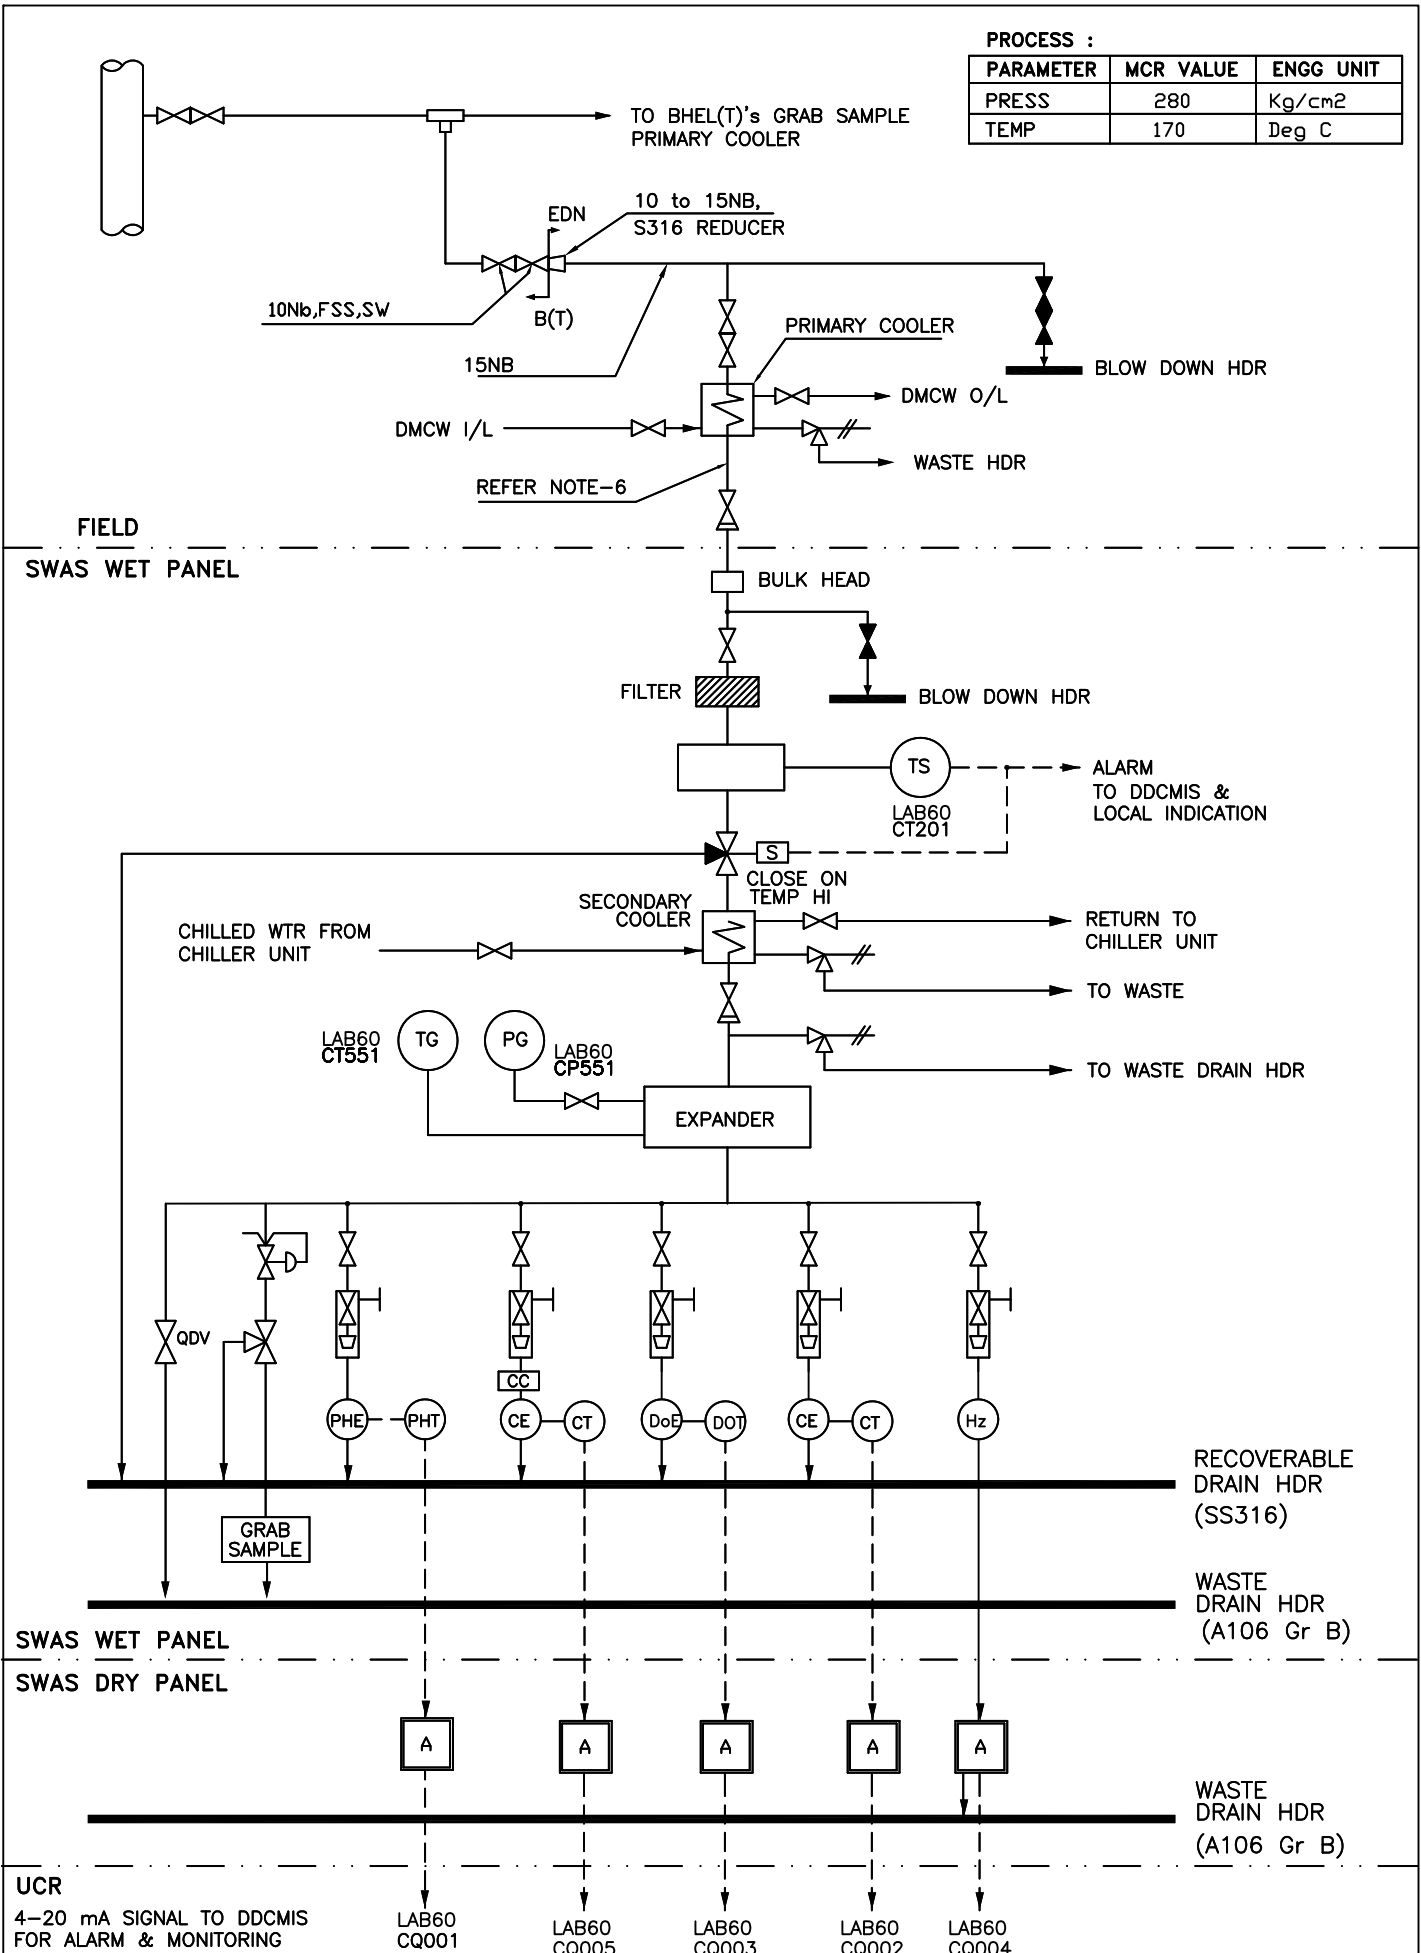 PROCESS :
PARAMETER MCR VALUE ENGG UNIT
PRESS 280 Kg/cm2
TEMP 170 Deg C
TO BHEL(T)'s GRAB SAMPLE
PRIMARY COOLER
10 to 15NB,
S316 REDUCER
EDN
10Nb,FSS,SW
B(T)
15NB
PRIMARY COOLER
BLOW DOWN HDR
DMCW O/L
DMCW I/L
WASTE HDR
REFER NOTE-6
FIELD
SWAS WET PANEL
BULK HEAD
FILTER
BLOW DOWN HDR
TS
LAB60
CT201
ALARM
TO DDCMIS &
LOCAL INDICATION
S
CLOSE ON
TEMP HI
SECONDARY
COOLER
CHILLED WTR FROM
CHILLER UNIT
RETURN TO
CHILLER UNIT
TO WASTE
LAB60
CT551
TG
PG
LAB60
CP551
TO WASTE DRAIN HDR
EXPANDER
QDV
CC
PHE
PHT
CE
CT
DoE
DOT
CE
CT
Hz
RECOVERABLE
DRAIN HDR
(SS316)
GRAB
SAMPLE
WASTE
DRAIN HDR
(A106 Gr B)
SWAS WET PANEL
SWAS DRY PANEL
A
A
A
A
A
WASTE
DRAIN HDR
(A106 Gr B)
UCR
4-20 mA SIGNAL TO DDCMIS
FOR ALARM & MONITORING
LAB60
CQ001
LAB60
CQ005
LAB60
CQ003
LAB60
CQ002
LAB60
CQ004